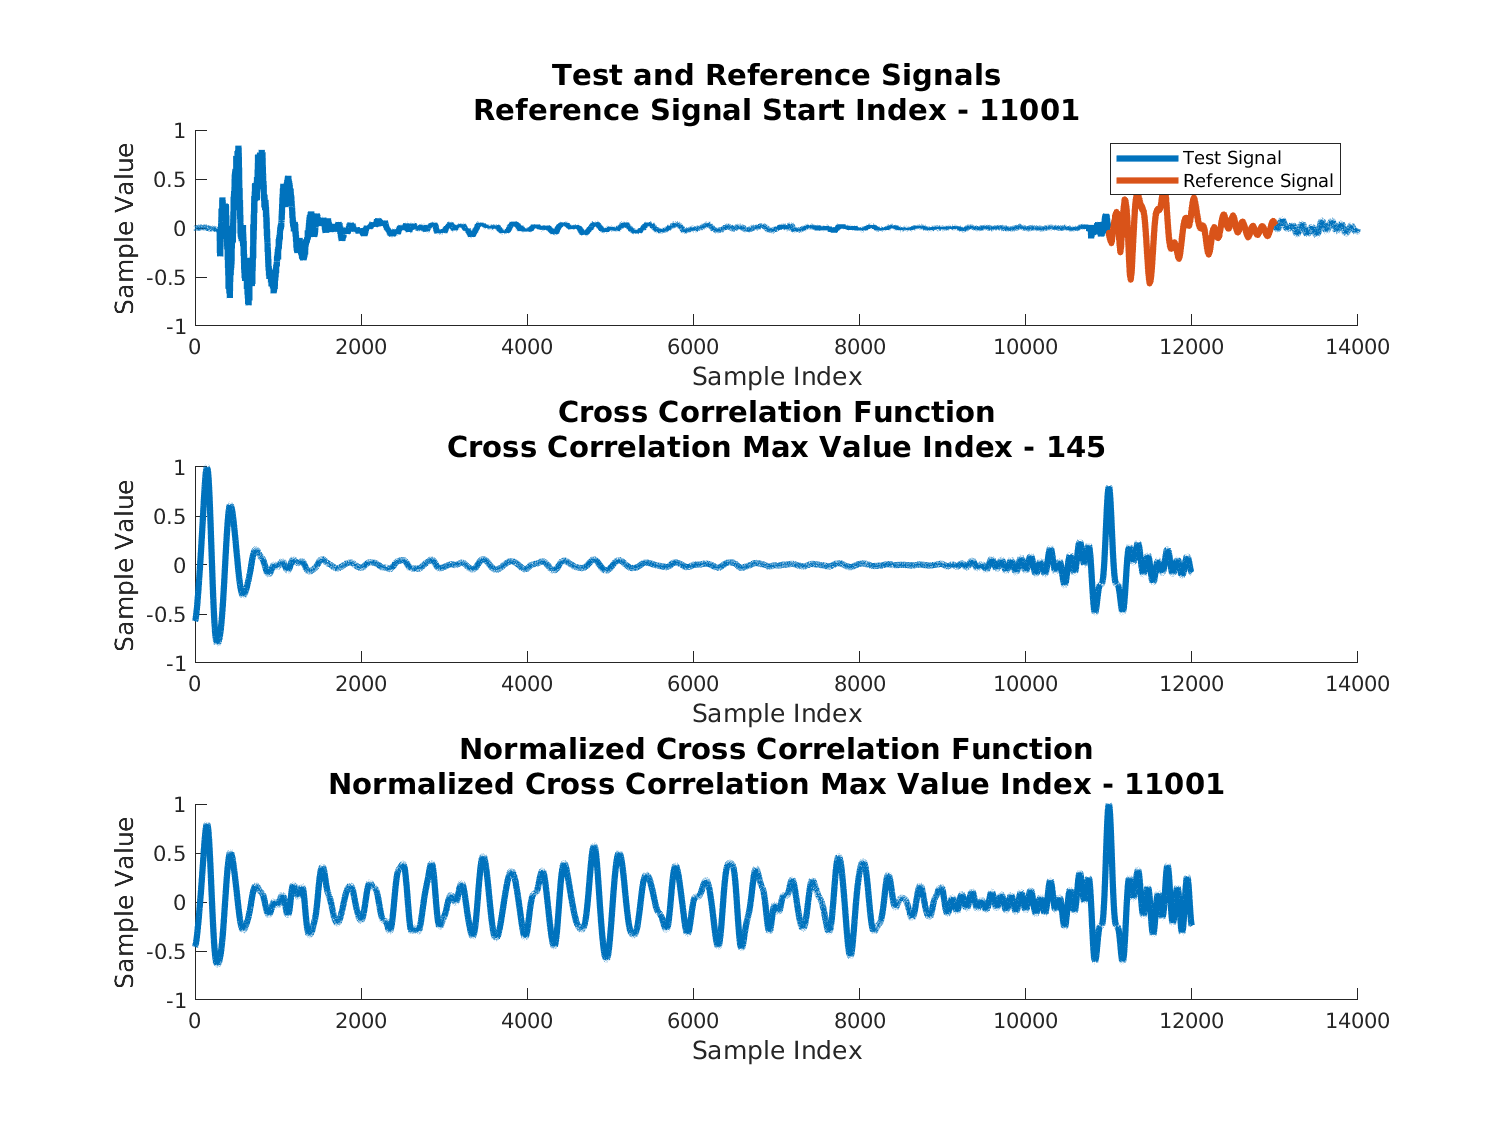 Test and Reference Signals
Reference Signal Start Index - 11001
1
0.5
0
-0.5
-1
Sample Value
Test Signal
Reference Signal
0 2000 4000 6000 8000 10000 12000 14000
Sample Index
Cross Correlation Function
Cross Correlation Max Value Index - 145
1
0.5
0
-0.5
-1
Sample Value
0 2000 4000 6000 8000 10000 12000 14000
Sample Index
Normalized Cross Correlation Function
Normalized Cross Correlation Max Value Index - 11001
1
0.5
0
-0.5
-1
Sample Value
0 2000 4000 6000 8000 10000 12000 14000
Sample Index